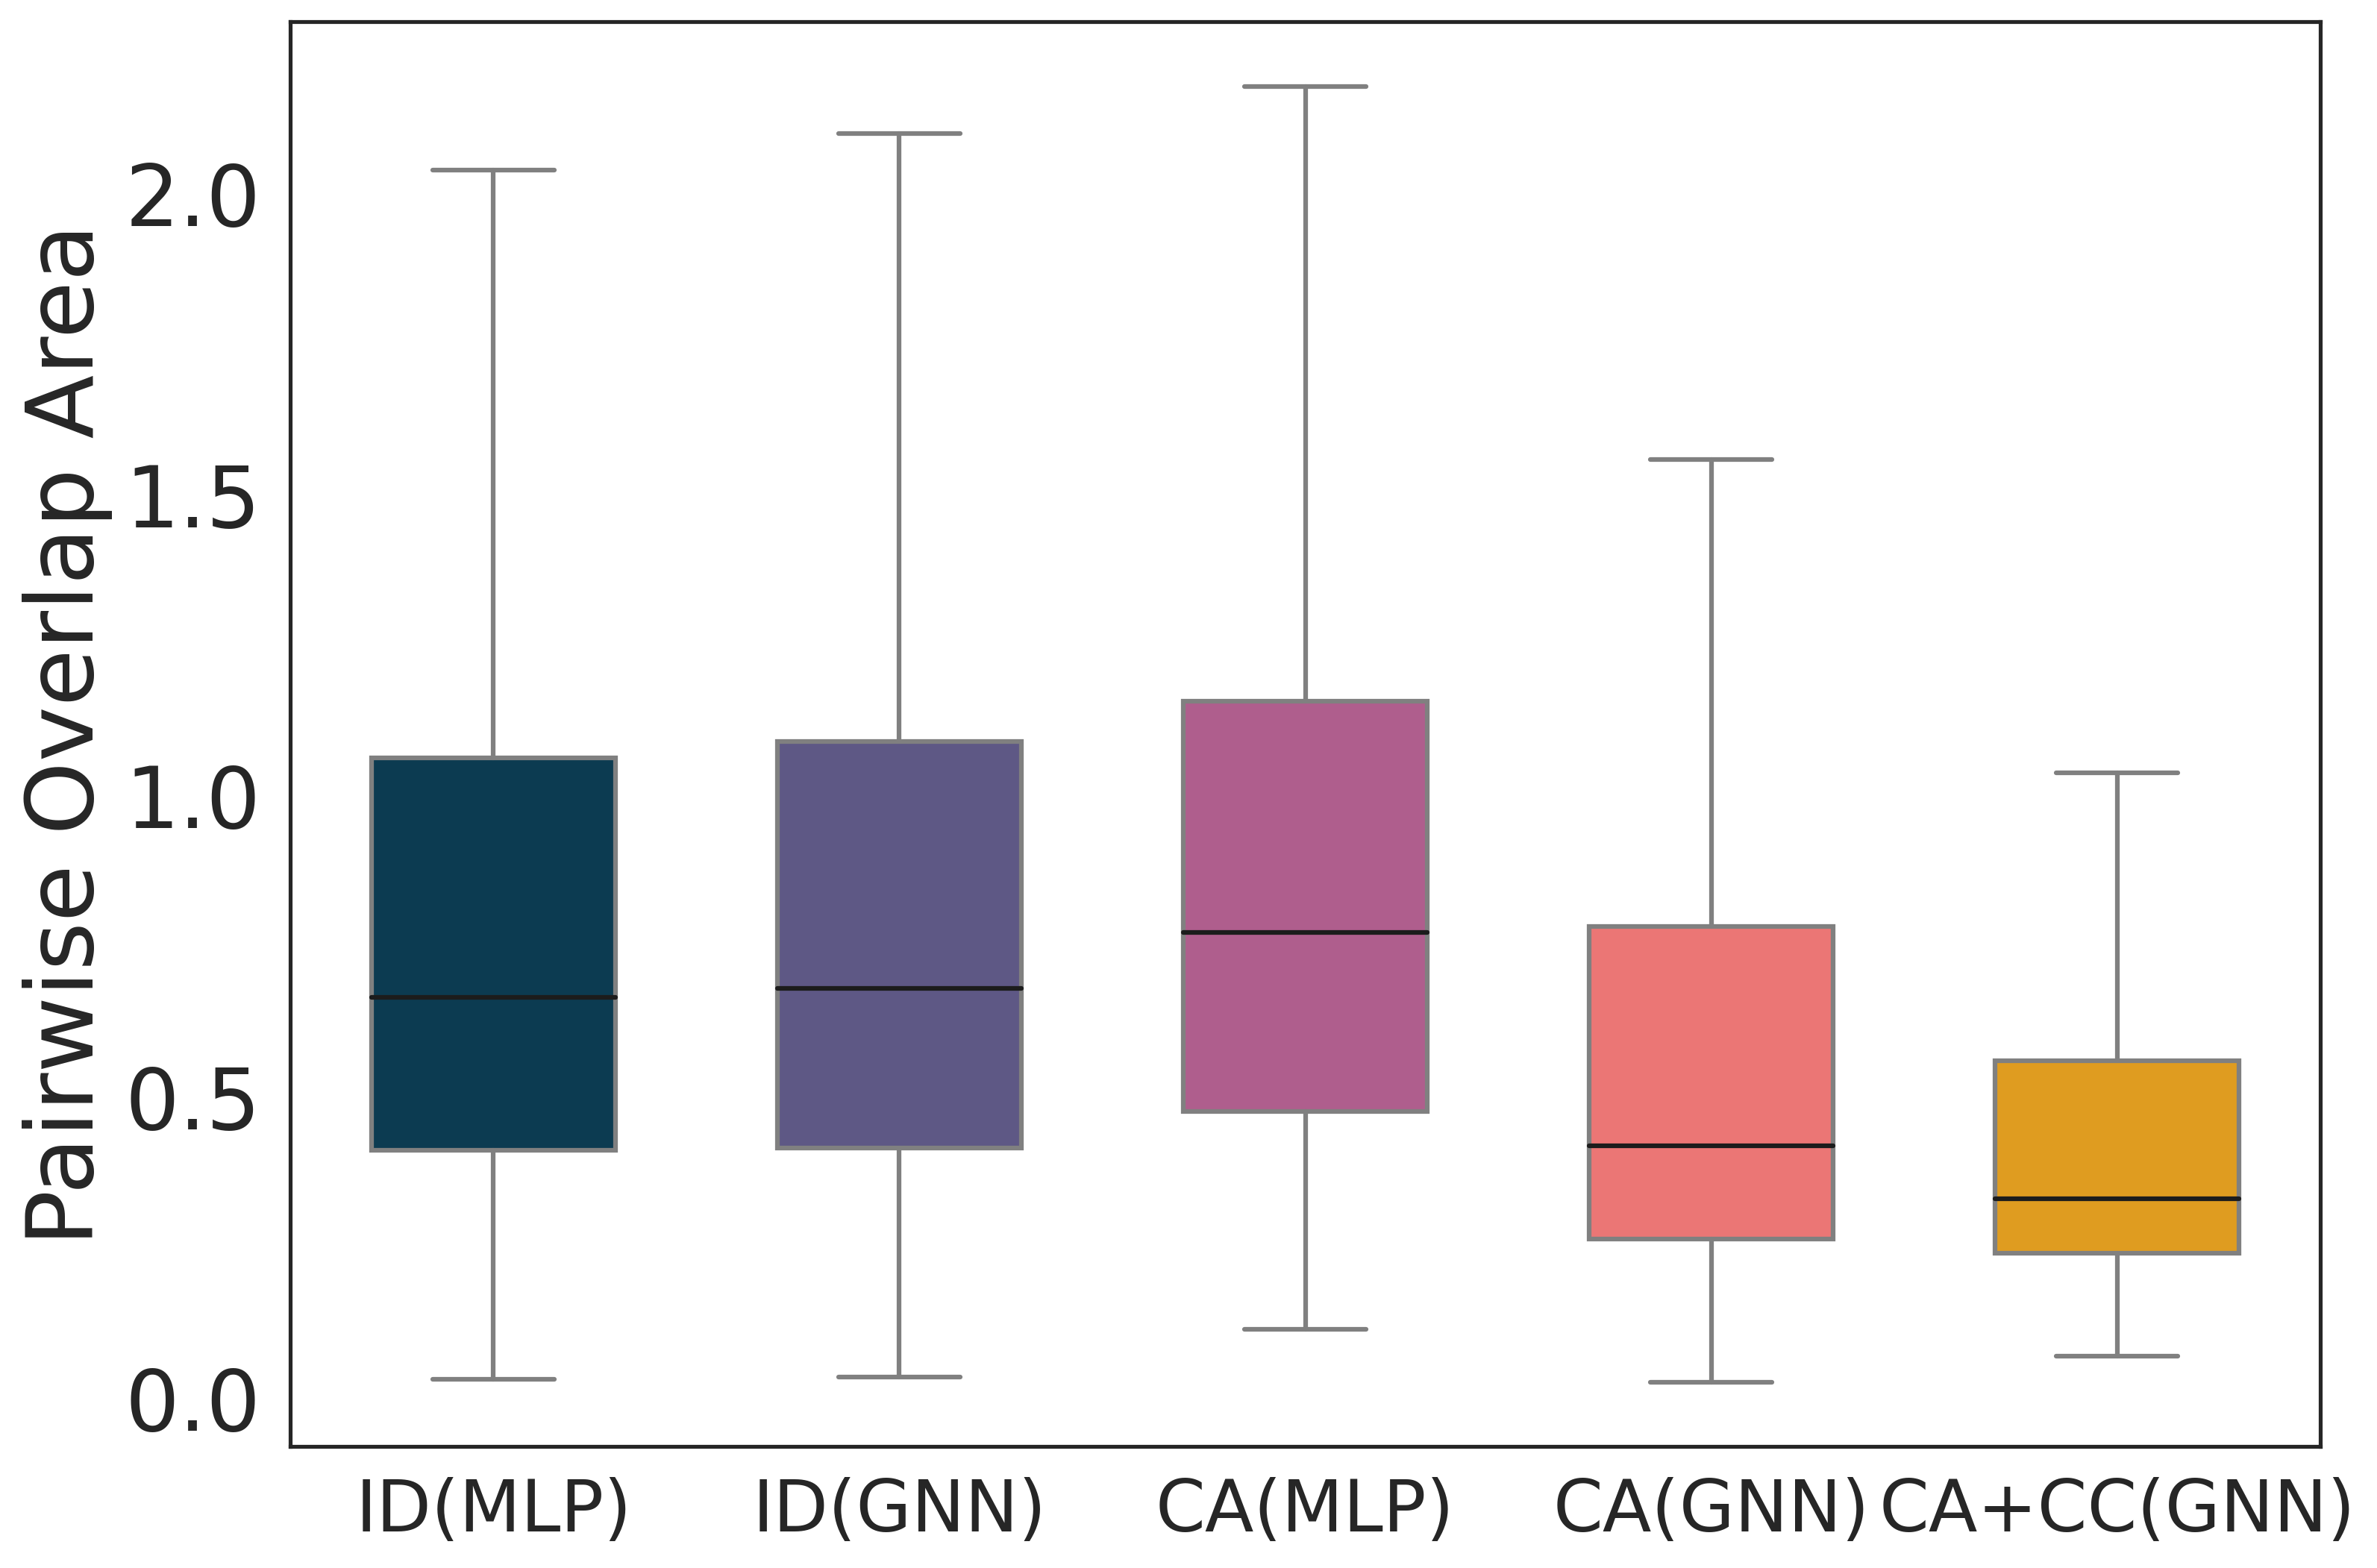 Pairwise Overlap Area
2.0
1.5
1.0
0.5
0.0
ID(MLP) ID(GNN) CA(MLP) CA(GNN) CA+CC(GNN)